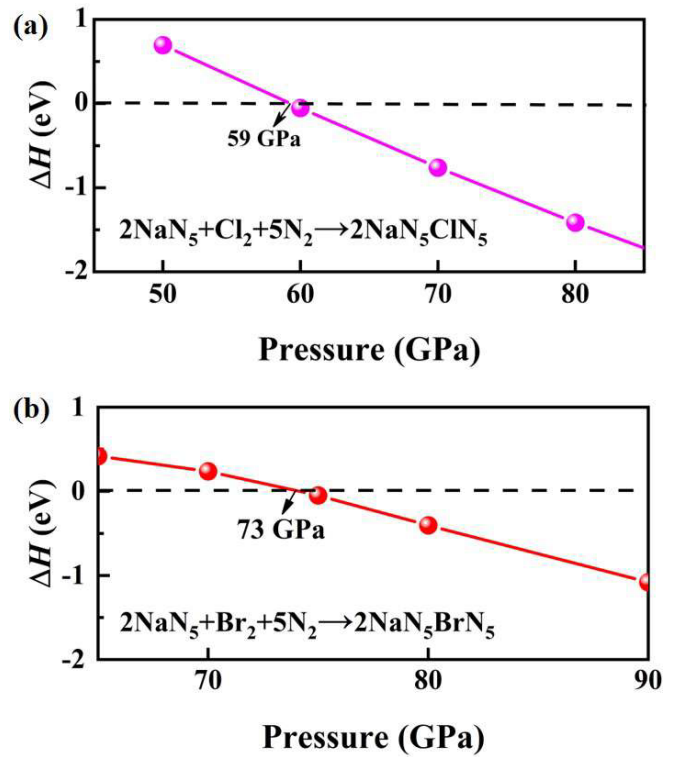 (a)
1
0
-1
-2
ΔH (eV)
59 GPa
2NaN₅+Cl₂+5N₂→2NaN₅ClN₅
50 60 70 80
Pressure (GPa)
(b)
1
0
-1
-2
ΔH (eV)
73 GPa
2NaN₅+Br₂+5N₂→2NaN₅BrN₅
70 80 90
Pressure (GPa)